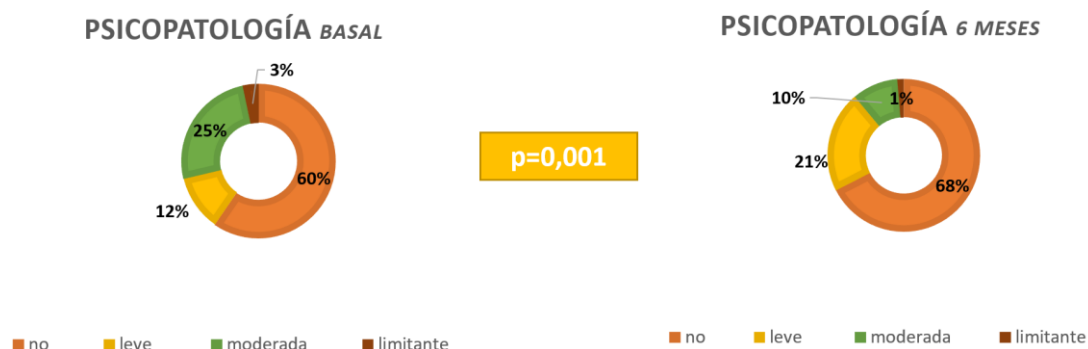 PSICOPATOLOGÍA BASAL
3%
25%
60%
12%
no leve moderada limitante
p=0,001
PSICOPATOLOGÍA 6 MESES
10%
1%
21%
68%
no leve moderada limitante